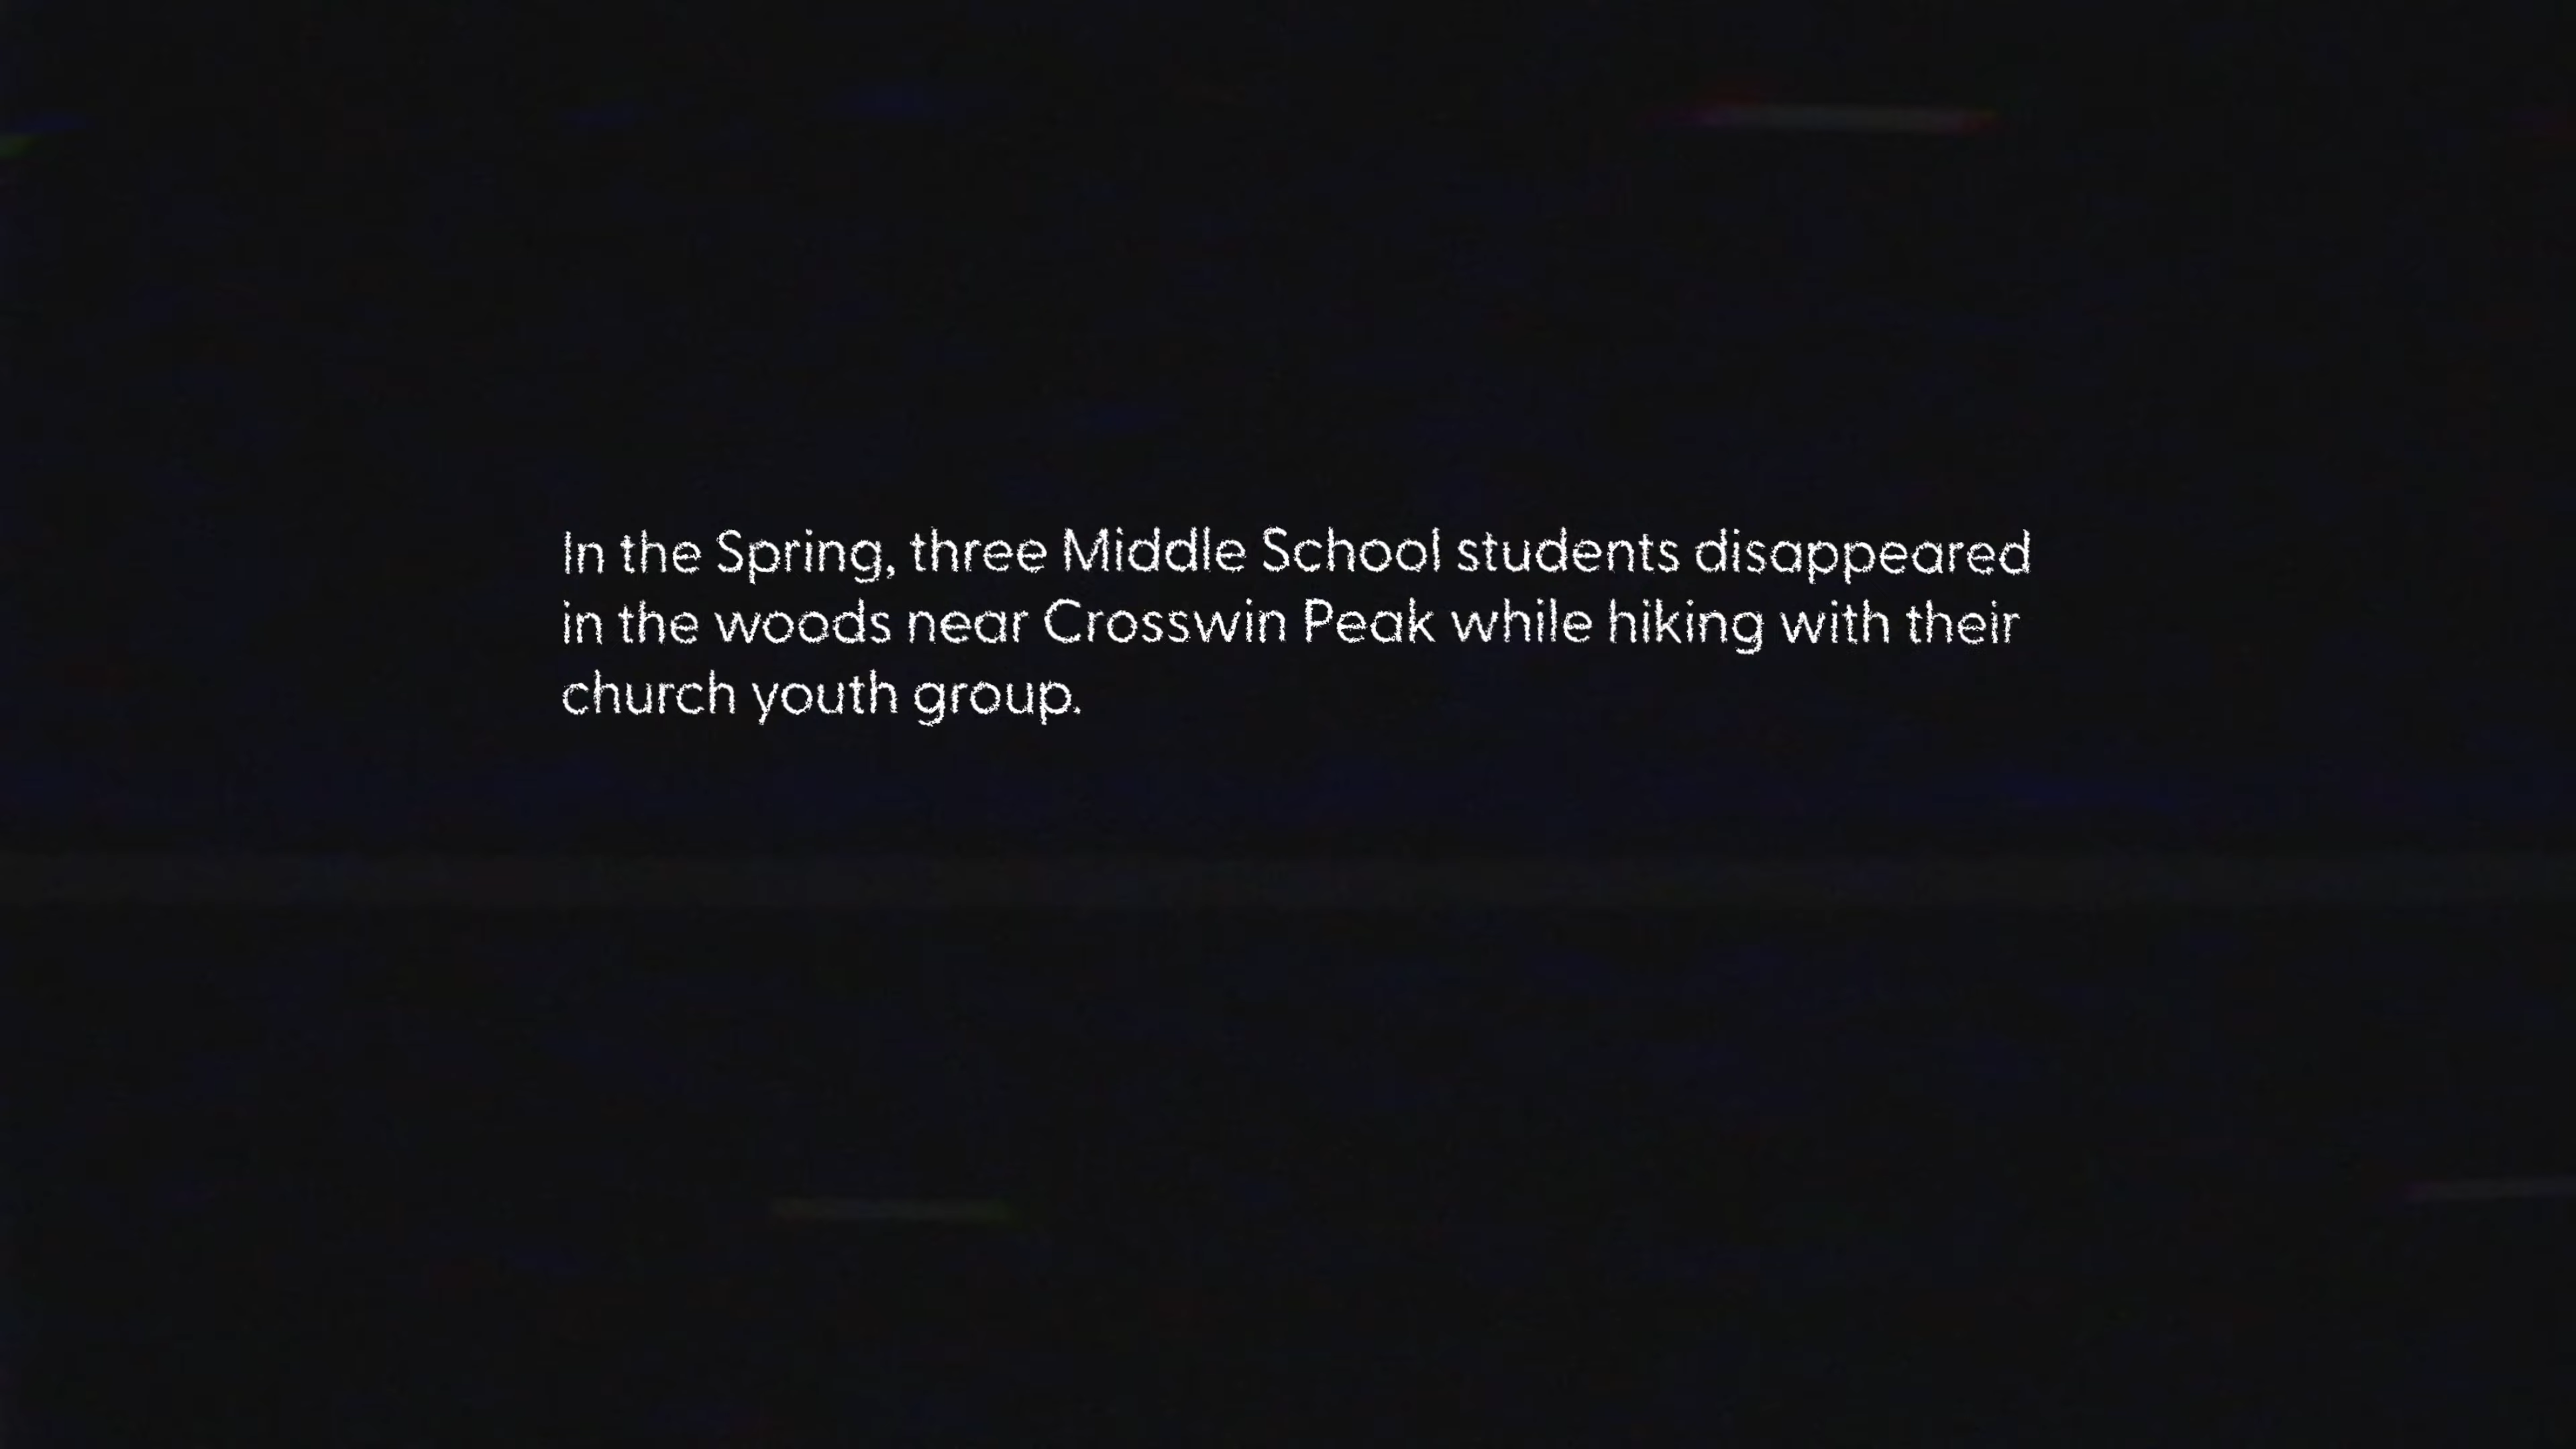 In the Spring, three Middle School students disappeared
in the woods near Crosswin Peak while hiking with their
church youth group.